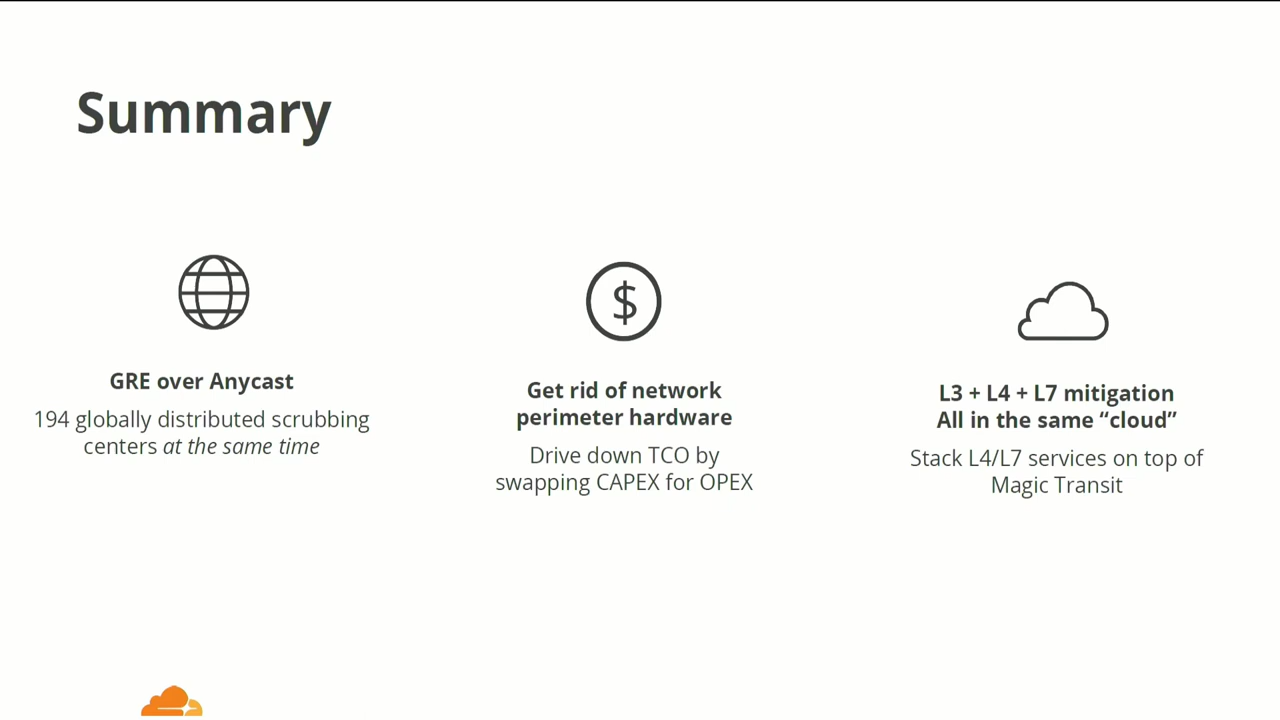 Summary
$
GRE over Anycast
194 globally distributed scrubbing
centers at the same time
Get rid of network
perimeter hardware
Drive down TCO by
swapping CAPEX for OPEX
L3 + L4 + L7 mitigation
All in the same “cloud”
Stack L4/L7 services on top of
Magic Transit